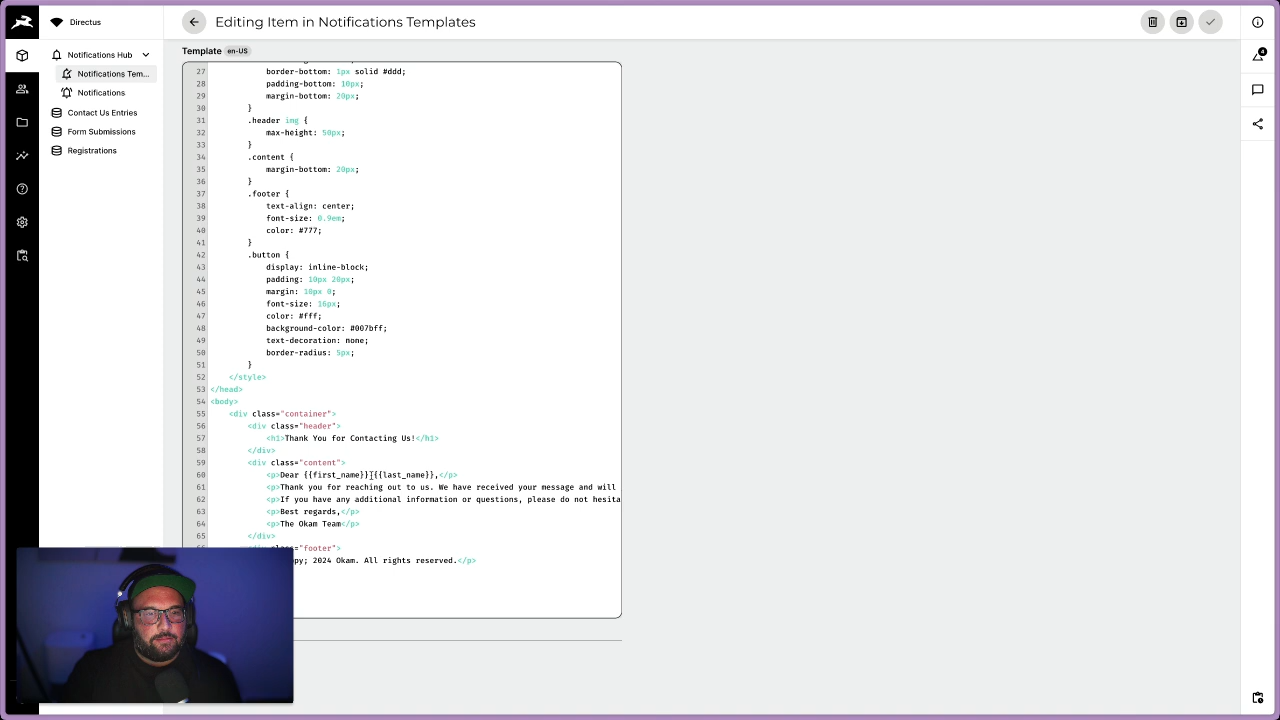 Directus
Editing Item in Notifications Templates
Notifications Hub
Notifications Tem...
Notifications
Contact Us Entries
Form Submissions
Registrations
4
Template en-US
27 border-bottom: 1px solid #ddd;
28 padding-bottom: 10px;
29 margin-bottom: 20px;
30 }
31 .header img {
32 max-height: 50px;
33 }
34 .content {
35 margin-bottom: 20px;
36 }
37 .footer {
38 text-align: center;
39 font-size: 0.9em;
40 color: #777;
41 }
42 .button {
43 display: inline-block;
44 padding: 10px 20px;
45 margin: 10px 0;
46 font-size: 16px;
47 color: #fff;
48 background-color: #007bff;
49 text-decoration: none;
50 border-radius: 5px;
51 }
52 </style>
53 </head>
54 <body>
55 <div class="container">
56 <div class="header">
57 <h1>Thank You for Contacting Us!</h1>
58 </div>
59 <div class="content">
60 <p>Dear {{first_name}} {{last_name}},</p>
61 <p>Thank you for reaching out to us. We have received your message and will
62 <p>If you have any additional information or questions, please do not hesita
63 <p>Best regards,</p>
64 <p>The Okam Team</p>
65 </div>
class="footer">
py; 2024 Okam. All rights reserved.</p>